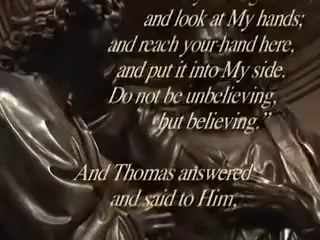 and look at My hands;
and reach your hand here,
and put it into My side.
Do not be unbelieving,
but believing."
And Thomas answered
and said to Him,